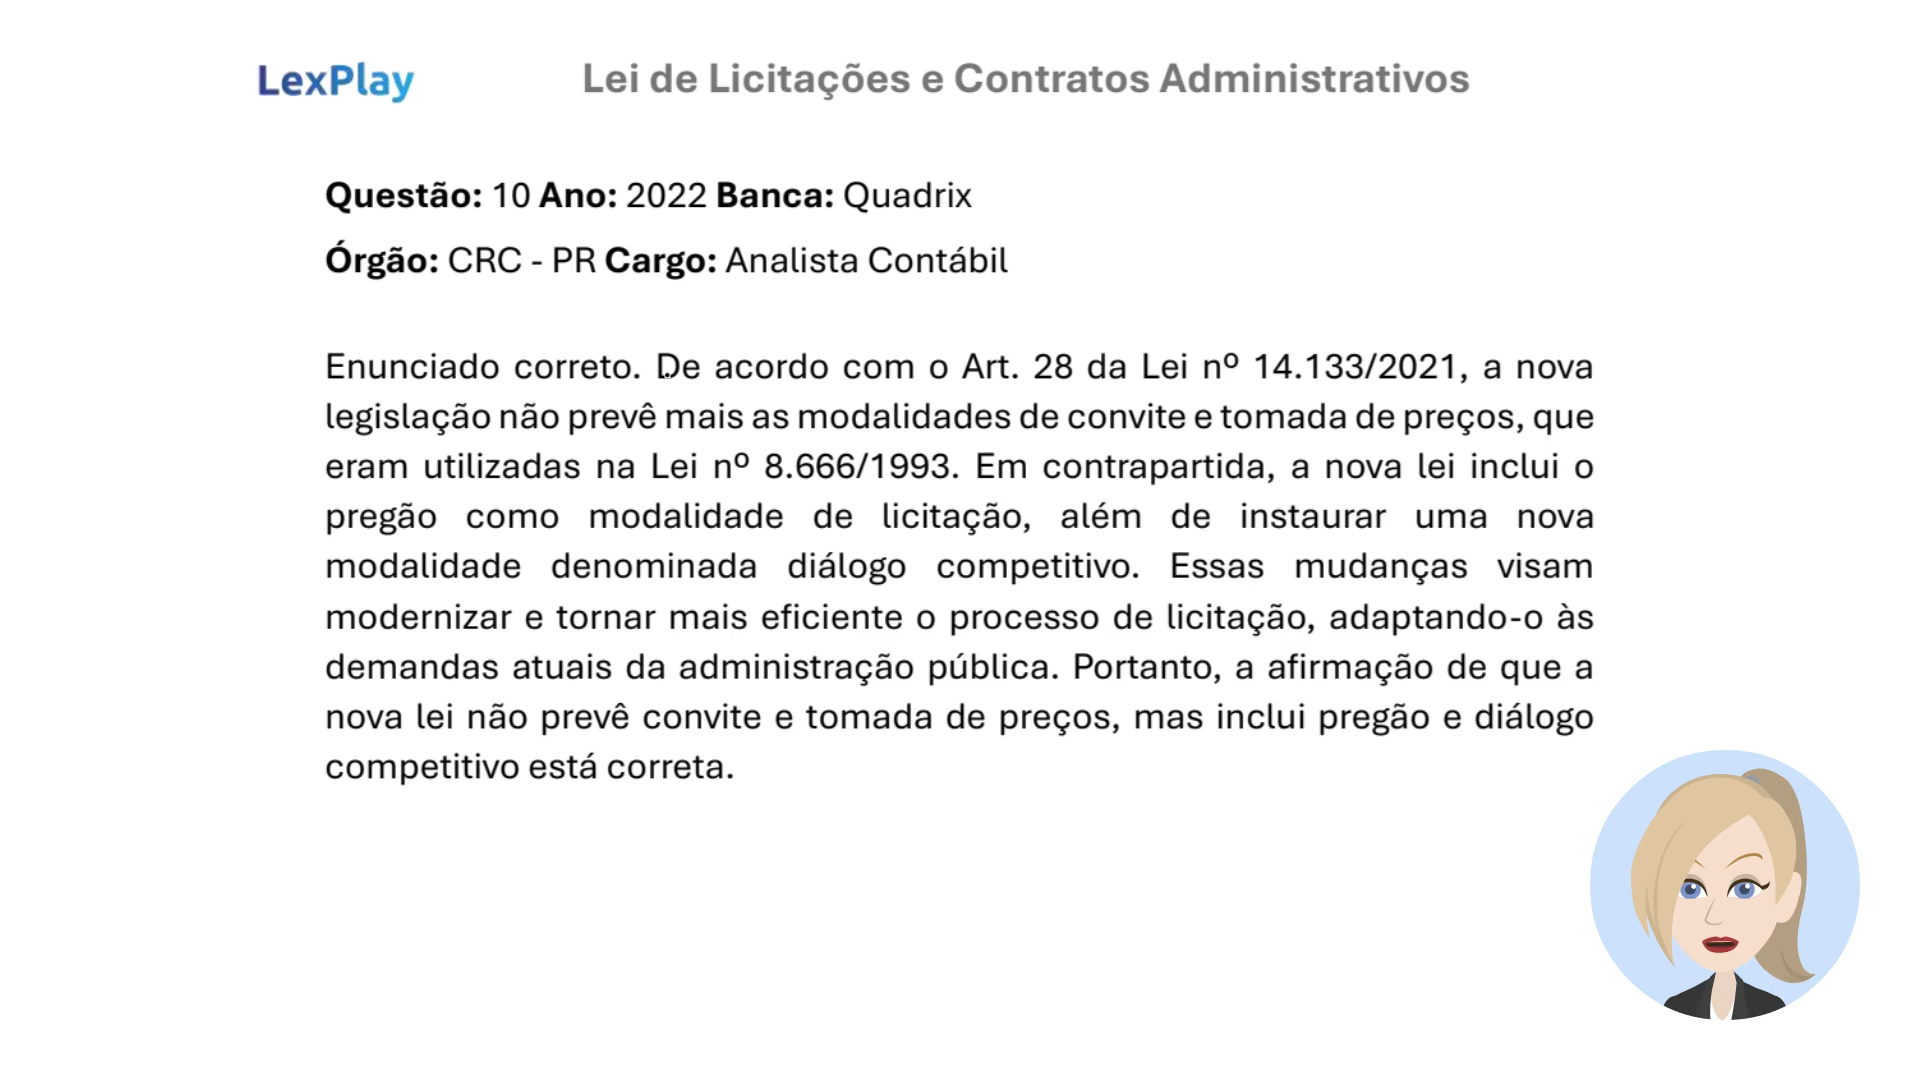 LexPlay
Lei de Licitações e Contratos Administrativos
Questão: 10 Ano: 2022 Banca: Quadrix
Órgão: CRC - PR Cargo: Analista Contábil
Enunciado correto. De acordo com o Art. 28 da Lei nº 14.133/2021, a nova
legislação não prevê mais as modalidades de convite e tomada de preços, que
eram utilizadas na Lei nº 8.666/1993. Em contrapartida, a nova lei inclui o
pregão como modalidade de licitação, além de instaurar uma nova
modalidade denominada diálogo competitivo. Essas mudanças visam
modernizar e tornar mais eficiente o processo de licitação, adaptando-o às
demandas atuais da administração pública. Portanto, a afirmação de que a
nova lei não prevê convite e tomada de preços, mas inclui pregão e diálogo
competitivo está correta.